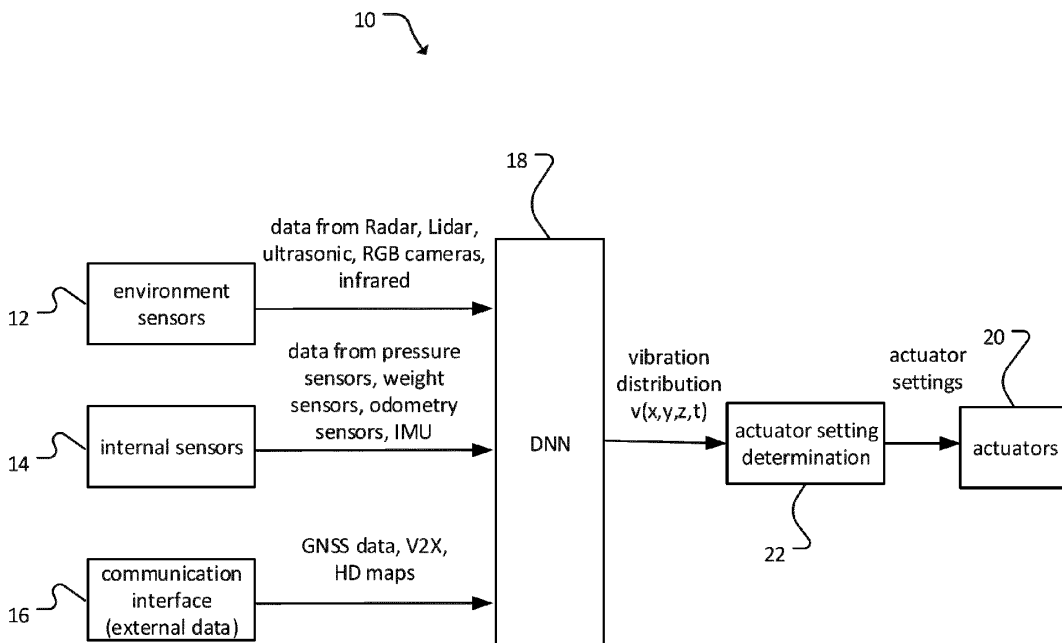 10
18
data from Radar, Lidar,
ultrasonic, RGB cameras,
infrared
environment
sensors
12
data from pressure
sensors, weight
sensors, odometry
sensors, IMU
internal sensors
14
GNSS data, V2X,
HD maps
communication
interface
(external data)
16
DNN
vibration
distribution
v(x,y,z,t)
actuator setting
determination
22
actuator
settings
20
actuators